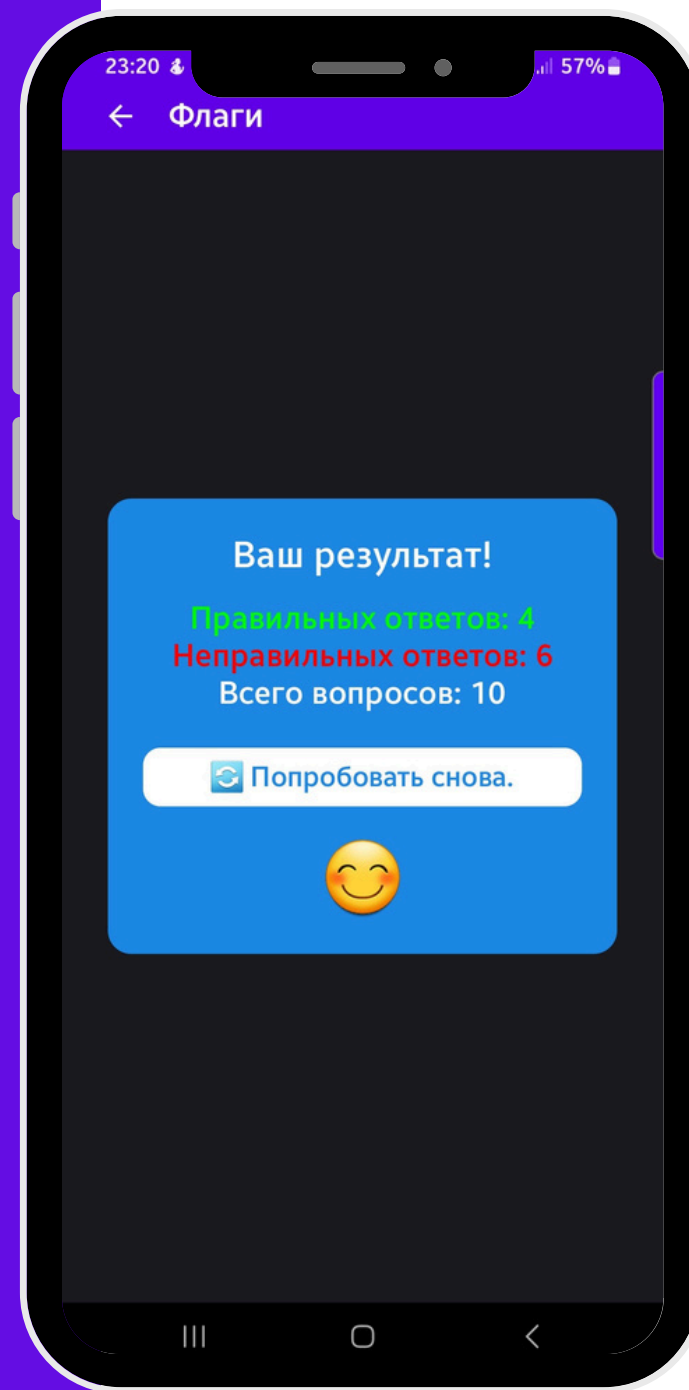 23:20 57%
Флаги
Ваш результат!
Правильных ответов: 4
Неправильных ответов: 6
Всего вопросов: 10
Попробовать снова.